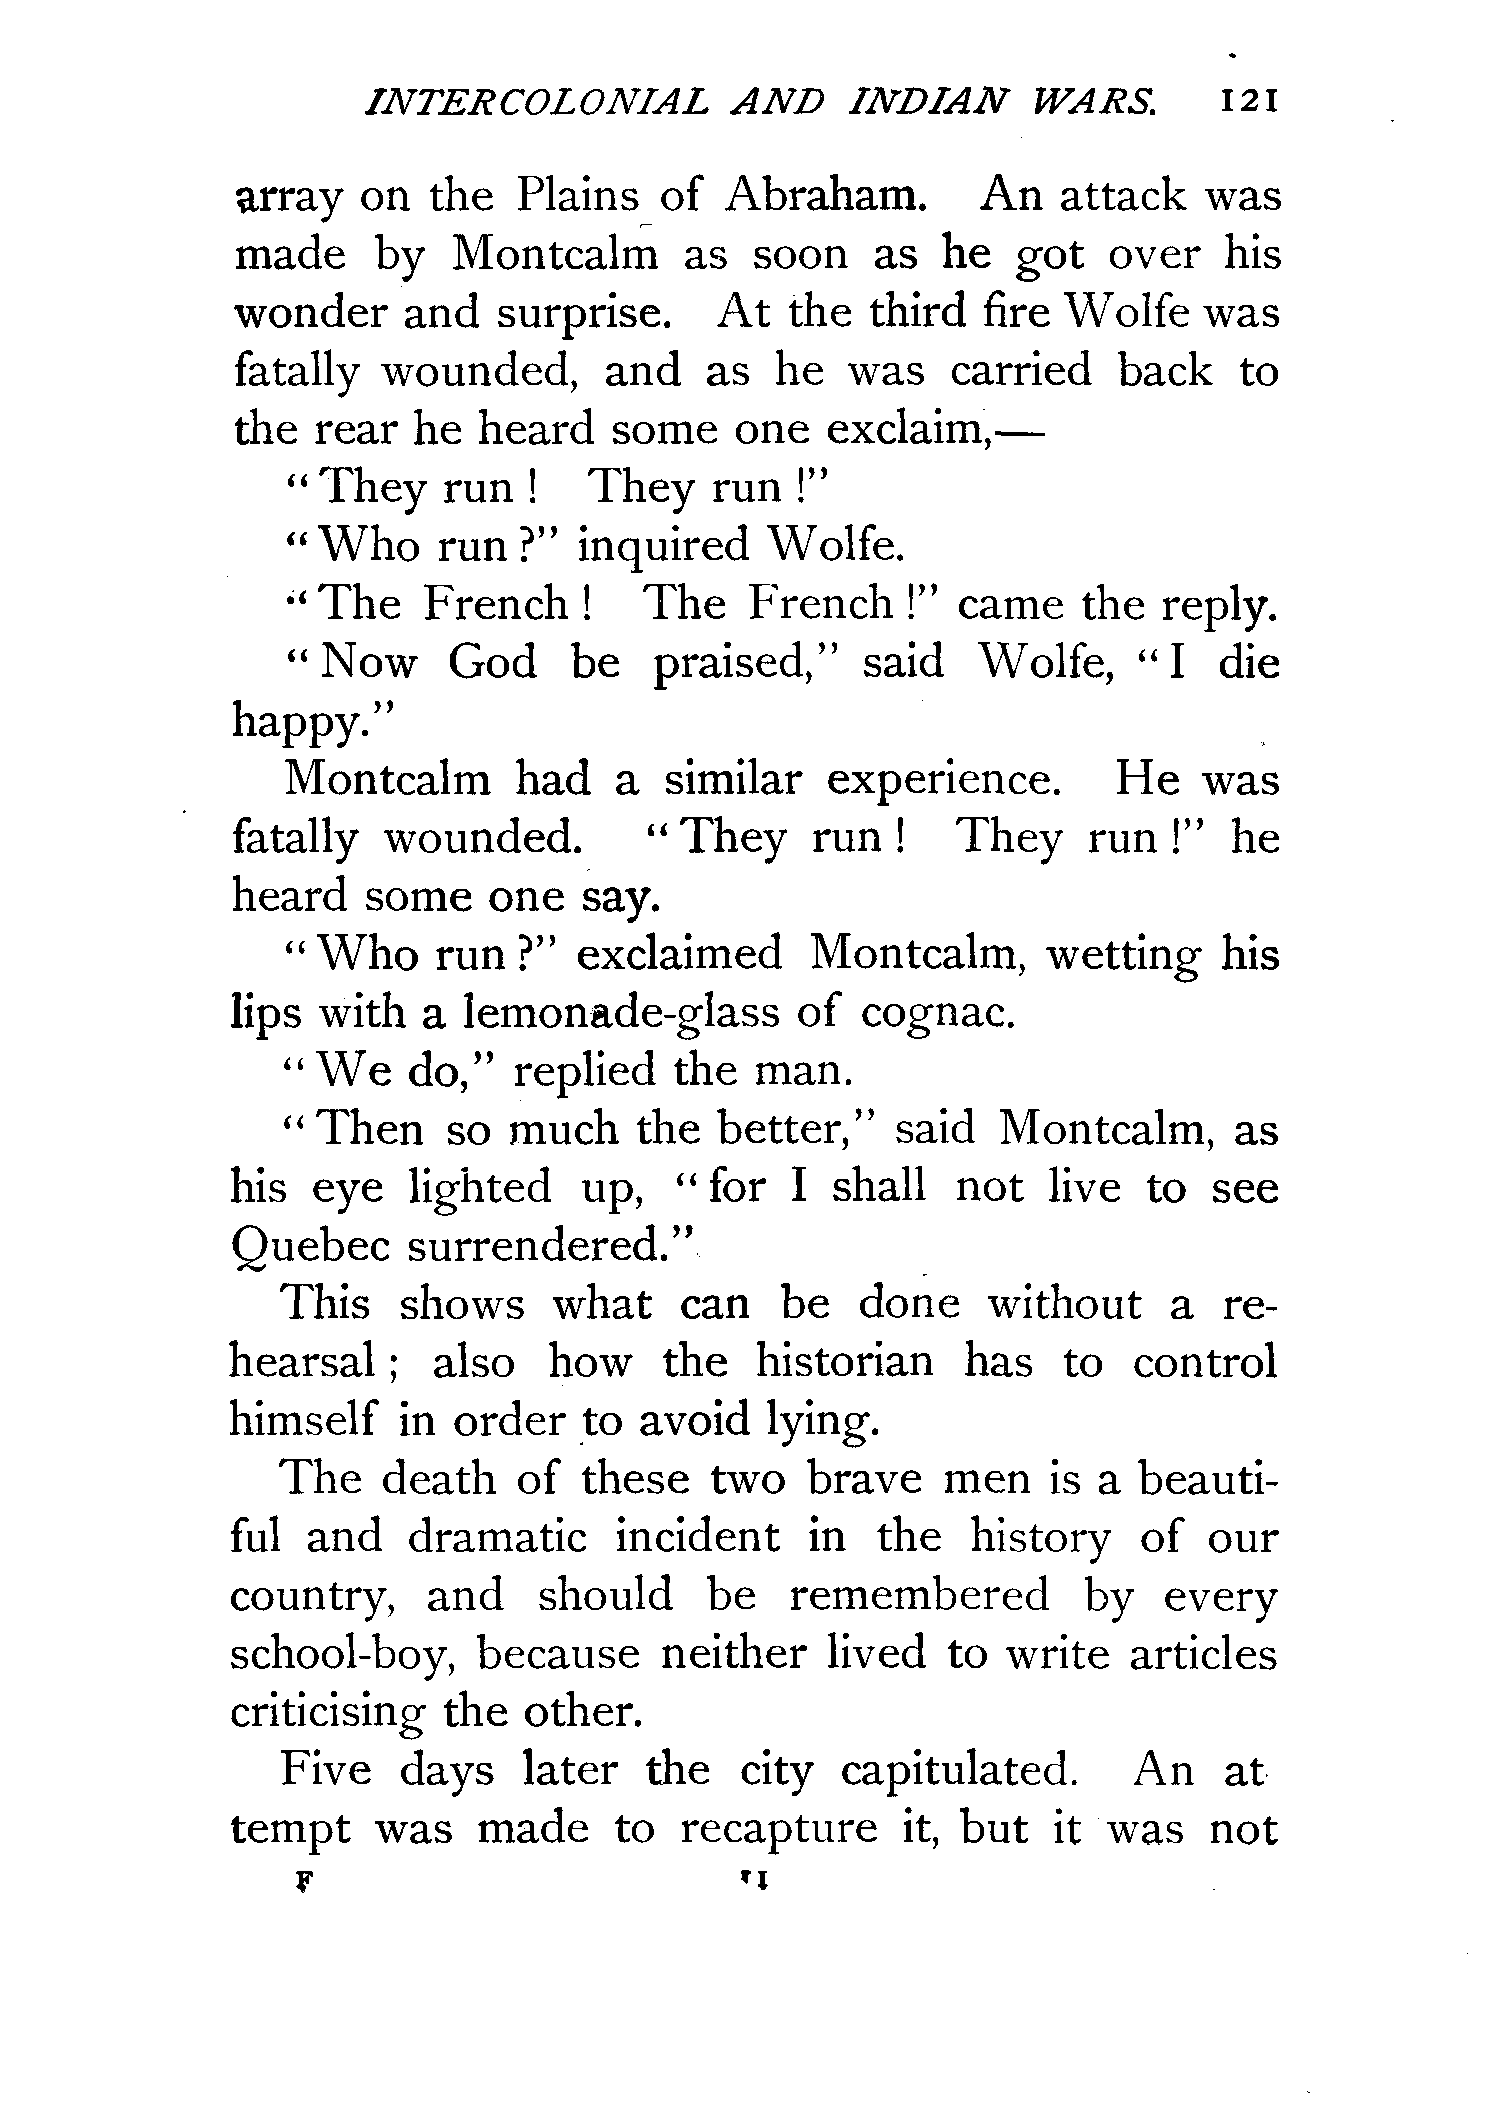 INTERCOLONIAL AND INDIAN WARS. 121
array on the Plains of Abraham. An attack was
made by Montcalm as soon as he got over his
wonder and surprise. At the third fire Wolfe was
fatally wounded, and as he was carried back to
the rear he heard some one exclaim,—
"They run! They run!"
"Who run?" inquired Wolfe.
"The French! The French!" came the reply.
"Now God be praised," said Wolfe, "I die
happy."
Montcalm had a similar experience. He was
fatally wounded. "They run! They run!" he
heard some one say.
"Who run?" exclaimed Montcalm, wetting his
lips with a lemonade-glass of cognac.
"We do," replied the man.
"Then so much the better," said Montcalm, as
his eye lighted up, "for I shall not live to see
Quebec surrendered."
This shows what can be done without a re-
hearsal; also how the historian has to control
himself in order to avoid lying.
The death of these two brave men is a beauti-
ful and dramatic incident in the history of our
country, and should be remembered by every
school-boy, because neither lived to write articles
criticising the other.
Five days later the city capitulated. An at
tempt was made to recapture it, but it was not
F 11